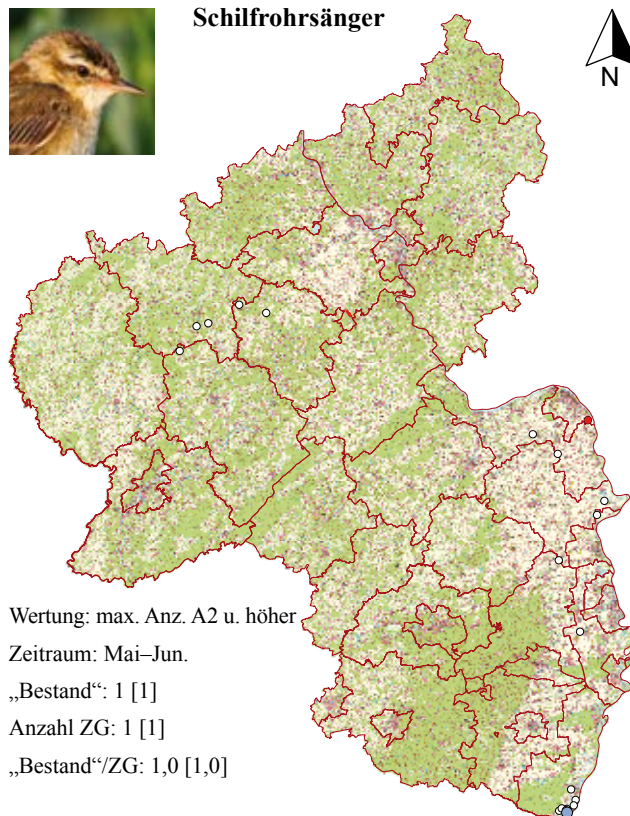 Schilfrohrsänger
N
Wertung: max. Anz. A2 u. höher
Zeitraum: Mai–Jun.
„Bestand“: 1 [1]
Anzahl ZG: 1 [1]
„Bestand“/ZG: 1,0 [1,0]